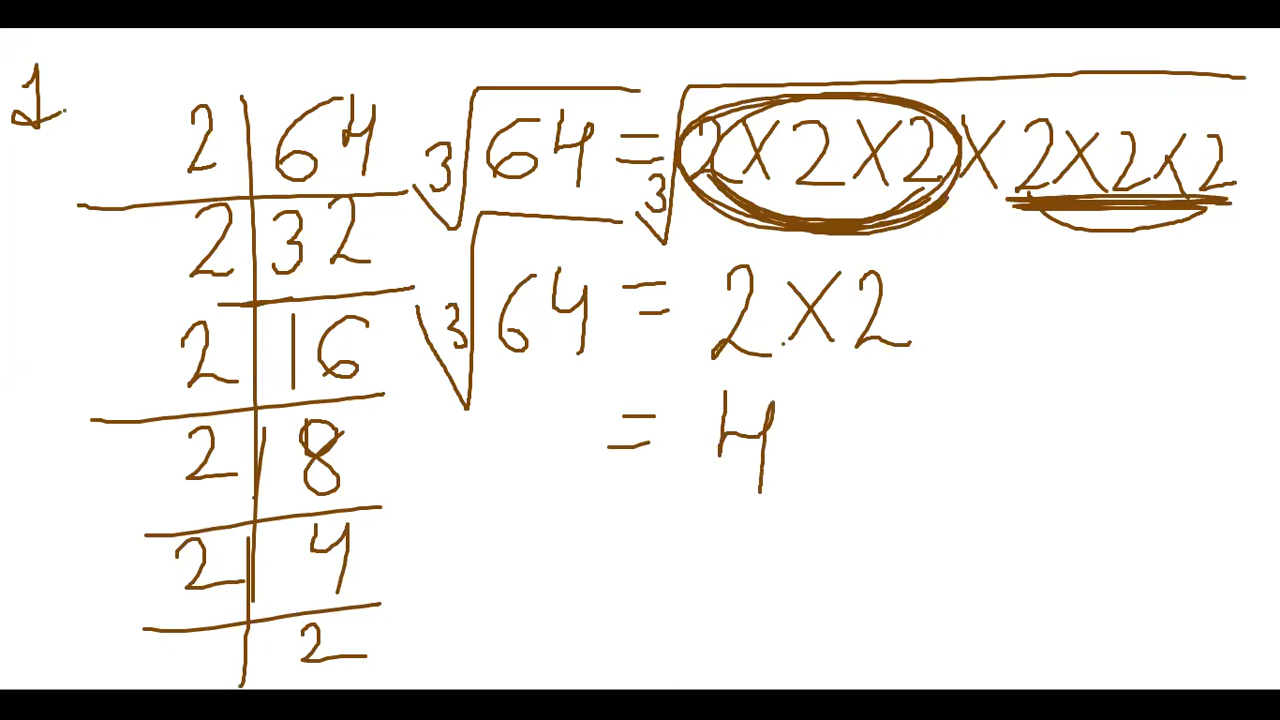 1.
2 | 64
2 | 32
2 | 16
2 | 8
2 | 4
2
∛64 = ∛2×2×2×2×2×2
∛64 = 2×2
= 4